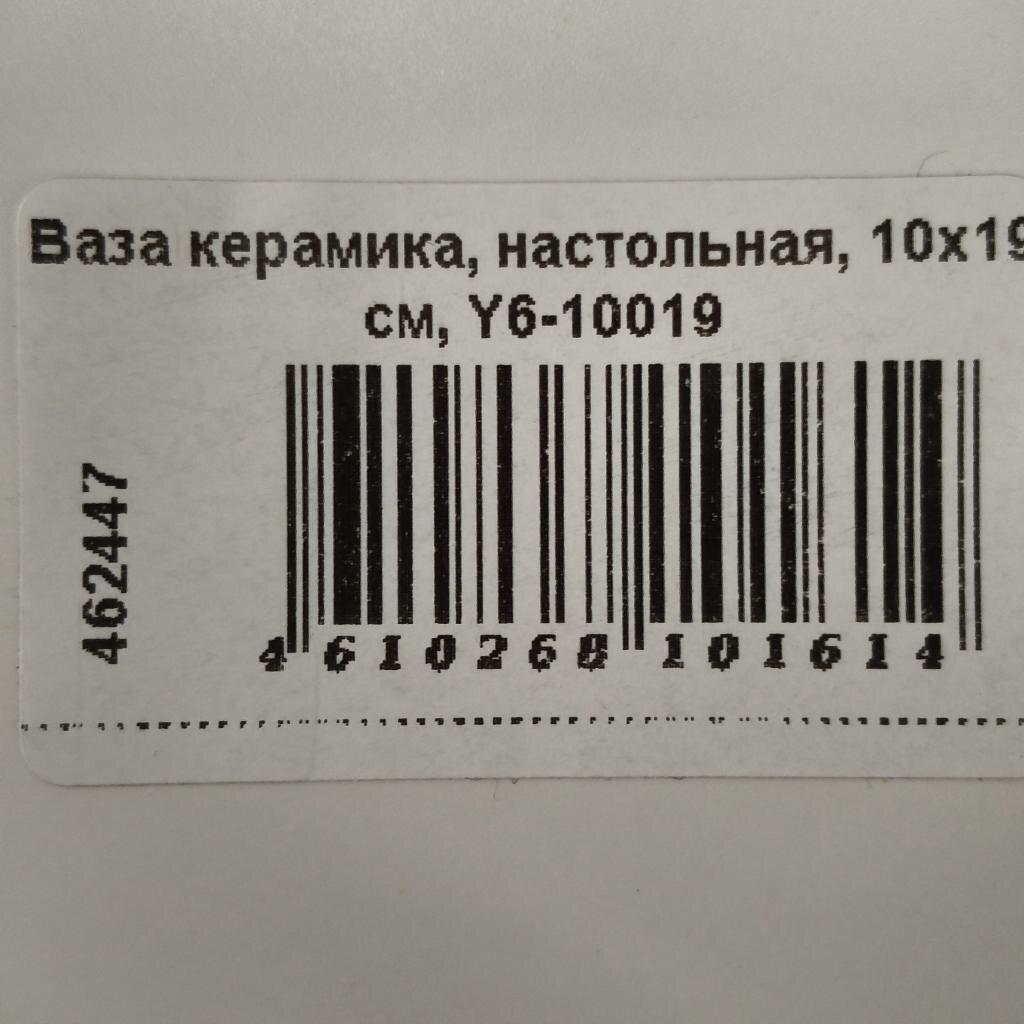 Ваза керамика, настольная, 10х19
см, Y6-10019
462447
4 610268 101614